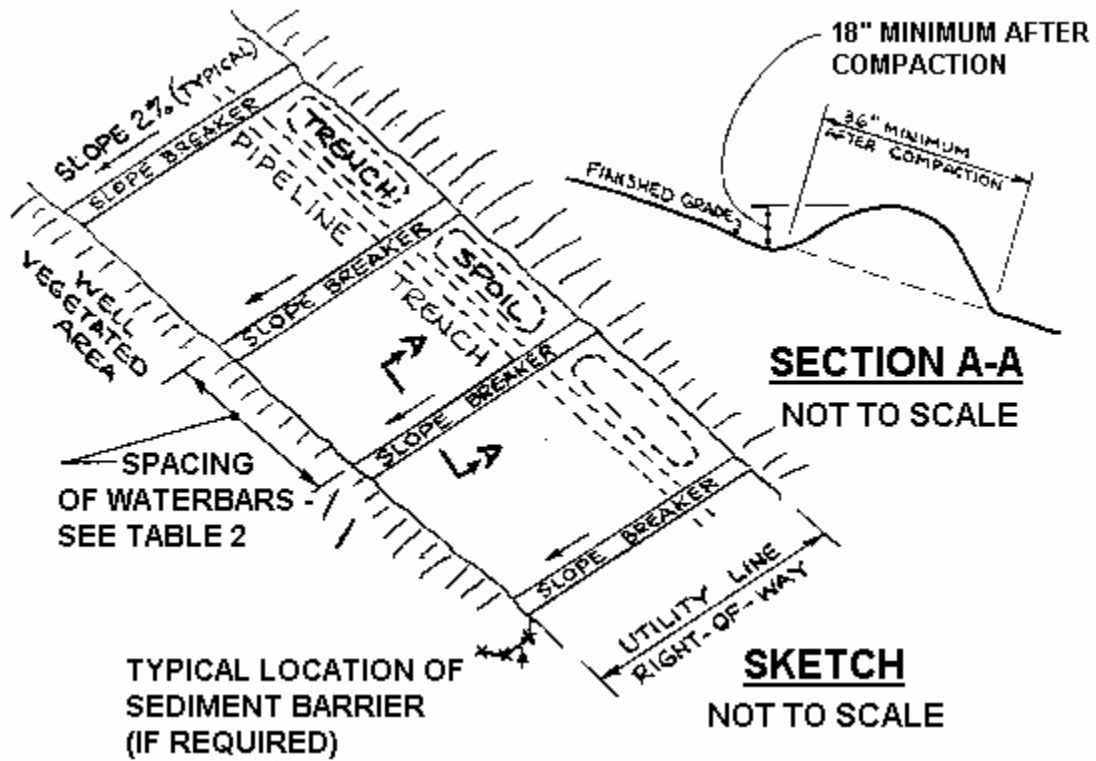 18" MINIMUM AFTER
COMPACTION
36" MINIMUM
AFTER COMPACTION
FINISHED GRADE
SECTION A-A
NOT TO SCALE
SLOPE 2% (TYPICAL)
SLOPE BREAKER
TRENCH
PIPELINE
SLOPE BREAKER
SPOIL
TRENCH
WELL
VEGETATED
AREA
A
SLOPE BREAKER
A
SPACING
OF WATERBARS -
SEE TABLE 2
SLOPE BREAKER
UTILITY LINE
RIGHT-OF-WAY
TYPICAL LOCATION OF
SEDIMENT BARRIER
(IF REQUIRED)
SKETCH
NOT TO SCALE